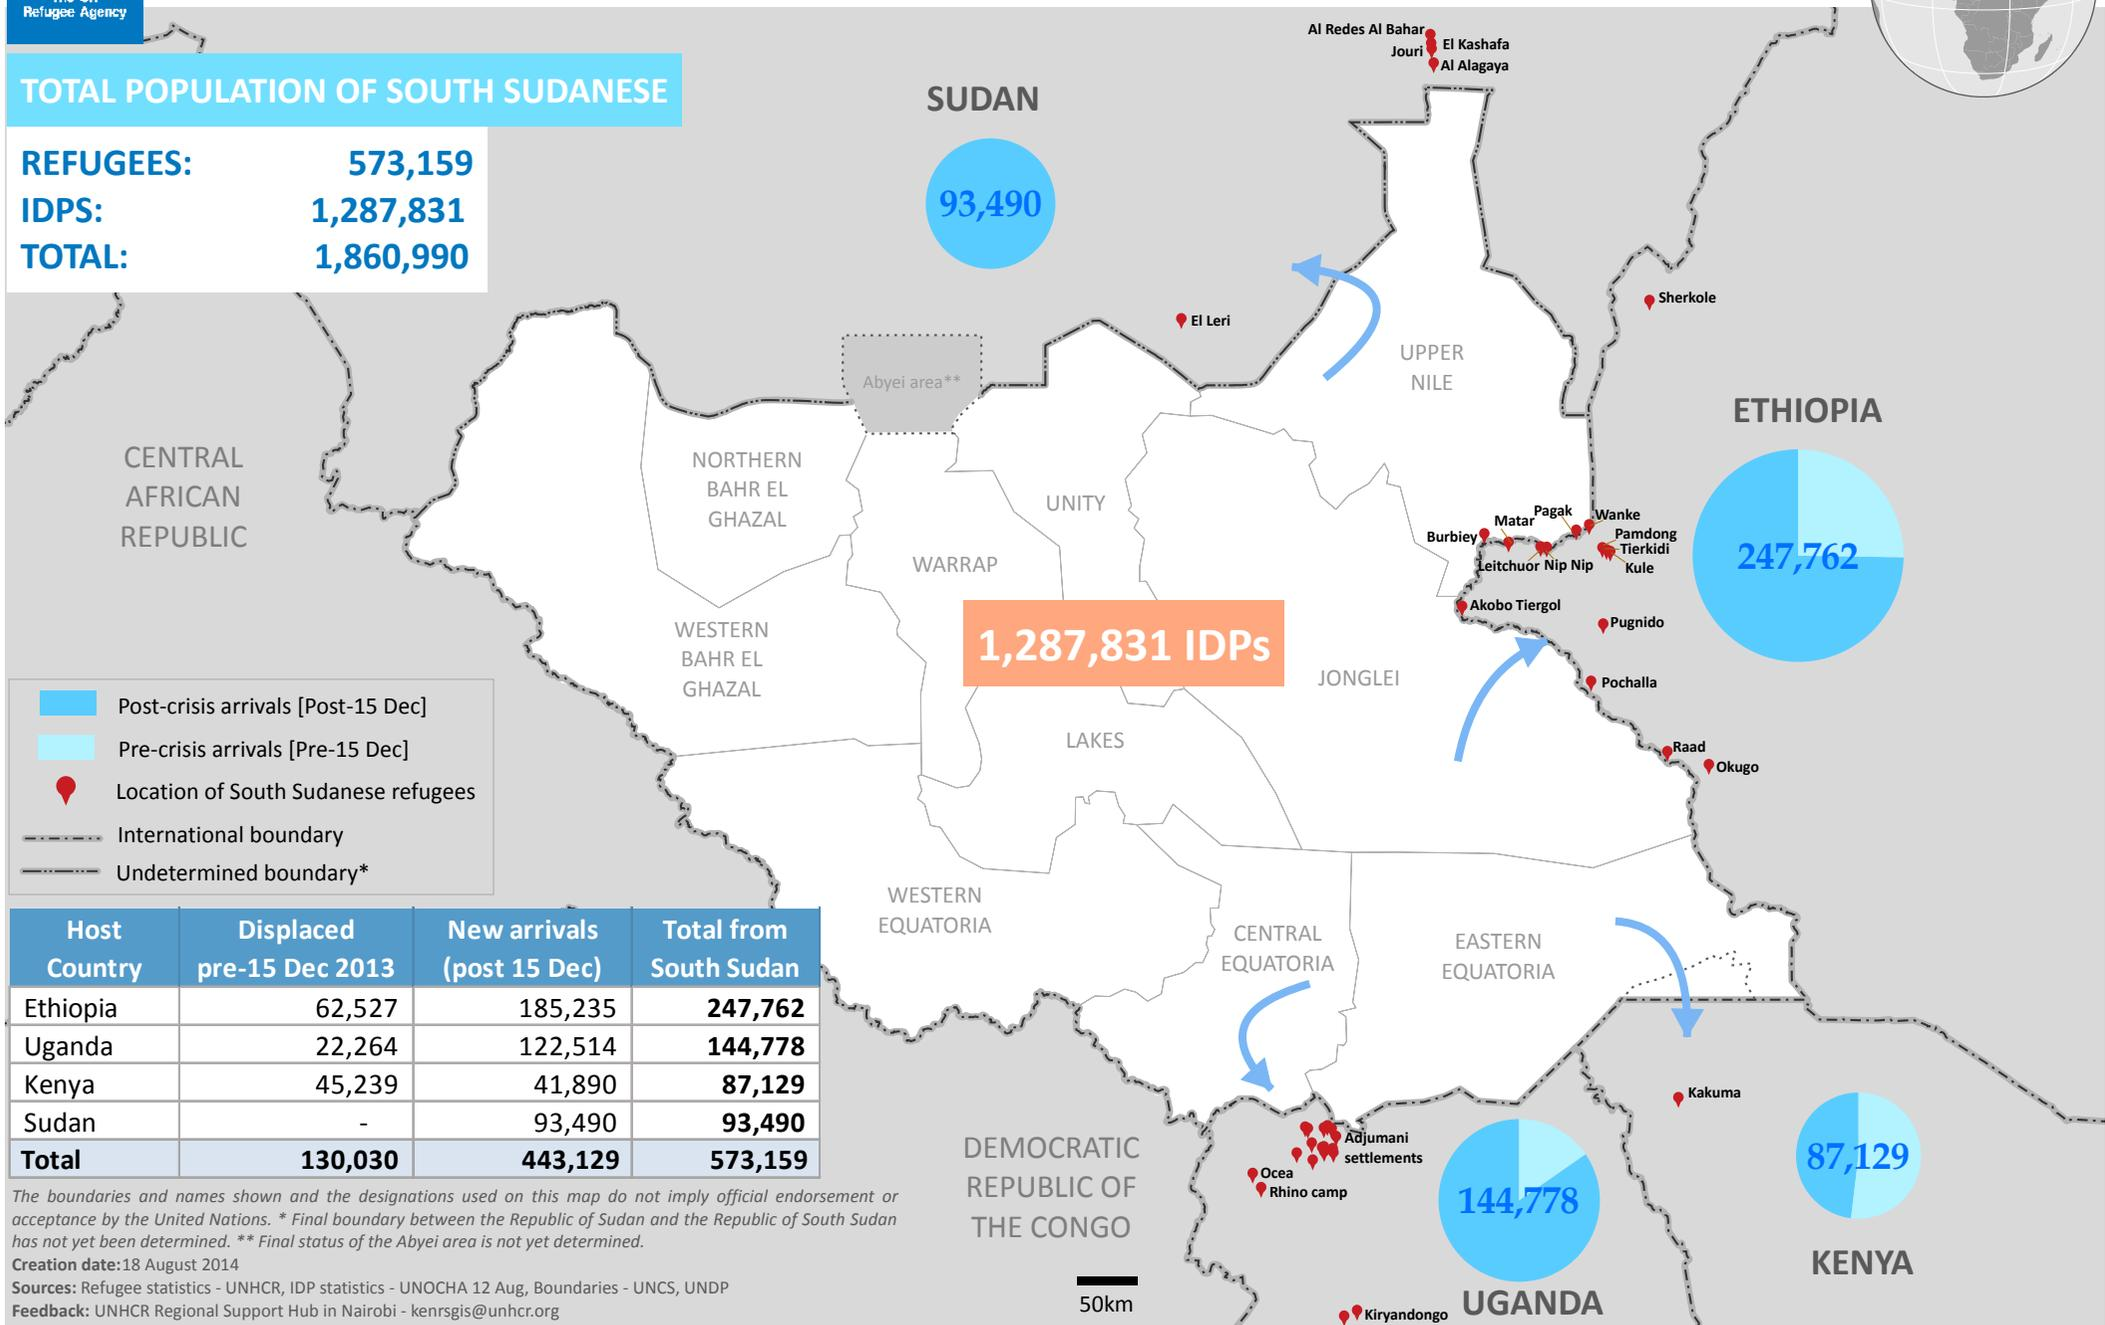 Refugee Agency
TOTAL POPULATION OF SOUTH SUDANESE
REFUGEES: 573,159
IDPS: 1,287,831
TOTAL: 1,860,990
Al Redes Al Bahar
El Kashafa
Jouri
Al Alagaya
SUDAN
93,490
El Leri
Sherkole
UPPER
NILE
Abyei area**
ETHIOPIA
247,762
CENTRAL
AFRICAN
REPUBLIC
NORTHERN
BAHR EL
GHAZAL
UNITY
WARRAP
Pagak
Wanke
Matar
Burbiey
Pamdong
Tierkidi
Leitchuor Nip Nip
Kule
Akobo Tiergol
Pugnido
WESTERN
BAHR EL
GHAZAL
1,287,831 IDPs
JONGLEI
Pochalla
LAKES
Raad
Okugo
Post-crisis arrivals [Post-15 Dec]
Pre-crisis arrivals [Pre-15 Dec]
Location of South Sudanese refugees
International boundary
Undetermined boundary*
WESTERN
EQUATORIA
CENTRAL
EQUATORIA
EASTERN
EQUATORIA
Host Displaced New arrivals Total from
Country pre-15 Dec 2013 (post 15 Dec) South Sudan
Ethiopia 62,527 185,235 247,762
Uganda 22,264 122,514 144,778
Kenya 45,239 41,890 87,129
Sudan - 93,490 93,490
Total 130,030 443,129 573,159
Kakuma
Adjumani
settlements
Ocea
Rhino camp
DEMOCRATIC
REPUBLIC OF
THE CONGO
144,778
87,129
KENYA
UGANDA
Kiryandongo
50km
The boundaries and names shown and the designations used on this map do not imply official endorsement or
acceptance by the United Nations. * Final boundary between the Republic of Sudan and the Republic of South Sudan
has not yet been determined. ** Final status of the Abyei area is not yet determined.
Creation date:18 August 2014
Sources: Refugee statistics - UNHCR, IDP statistics - UNOCHA 12 Aug, Boundaries - UNCS, UNDP
Feedback: UNHCR Regional Support Hub in Nairobi - kenrsgis@unhcr.org